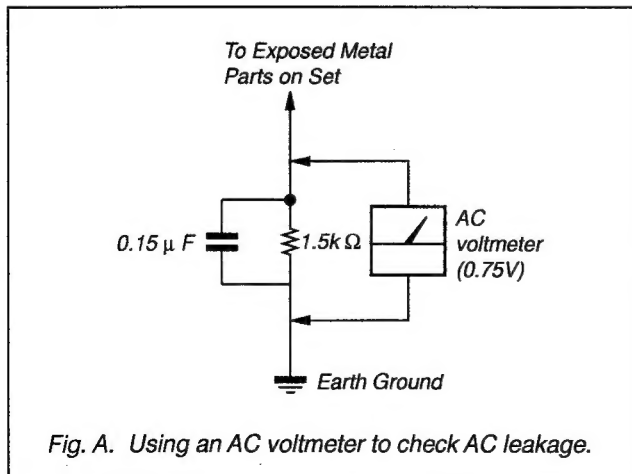 To Exposed Metal
Parts on Set
0.15 μ F
1.5k Ω
AC
voltmeter
(0.75V)
Earth Ground
Fig. A. Using an AC voltmeter to check AC leakage.